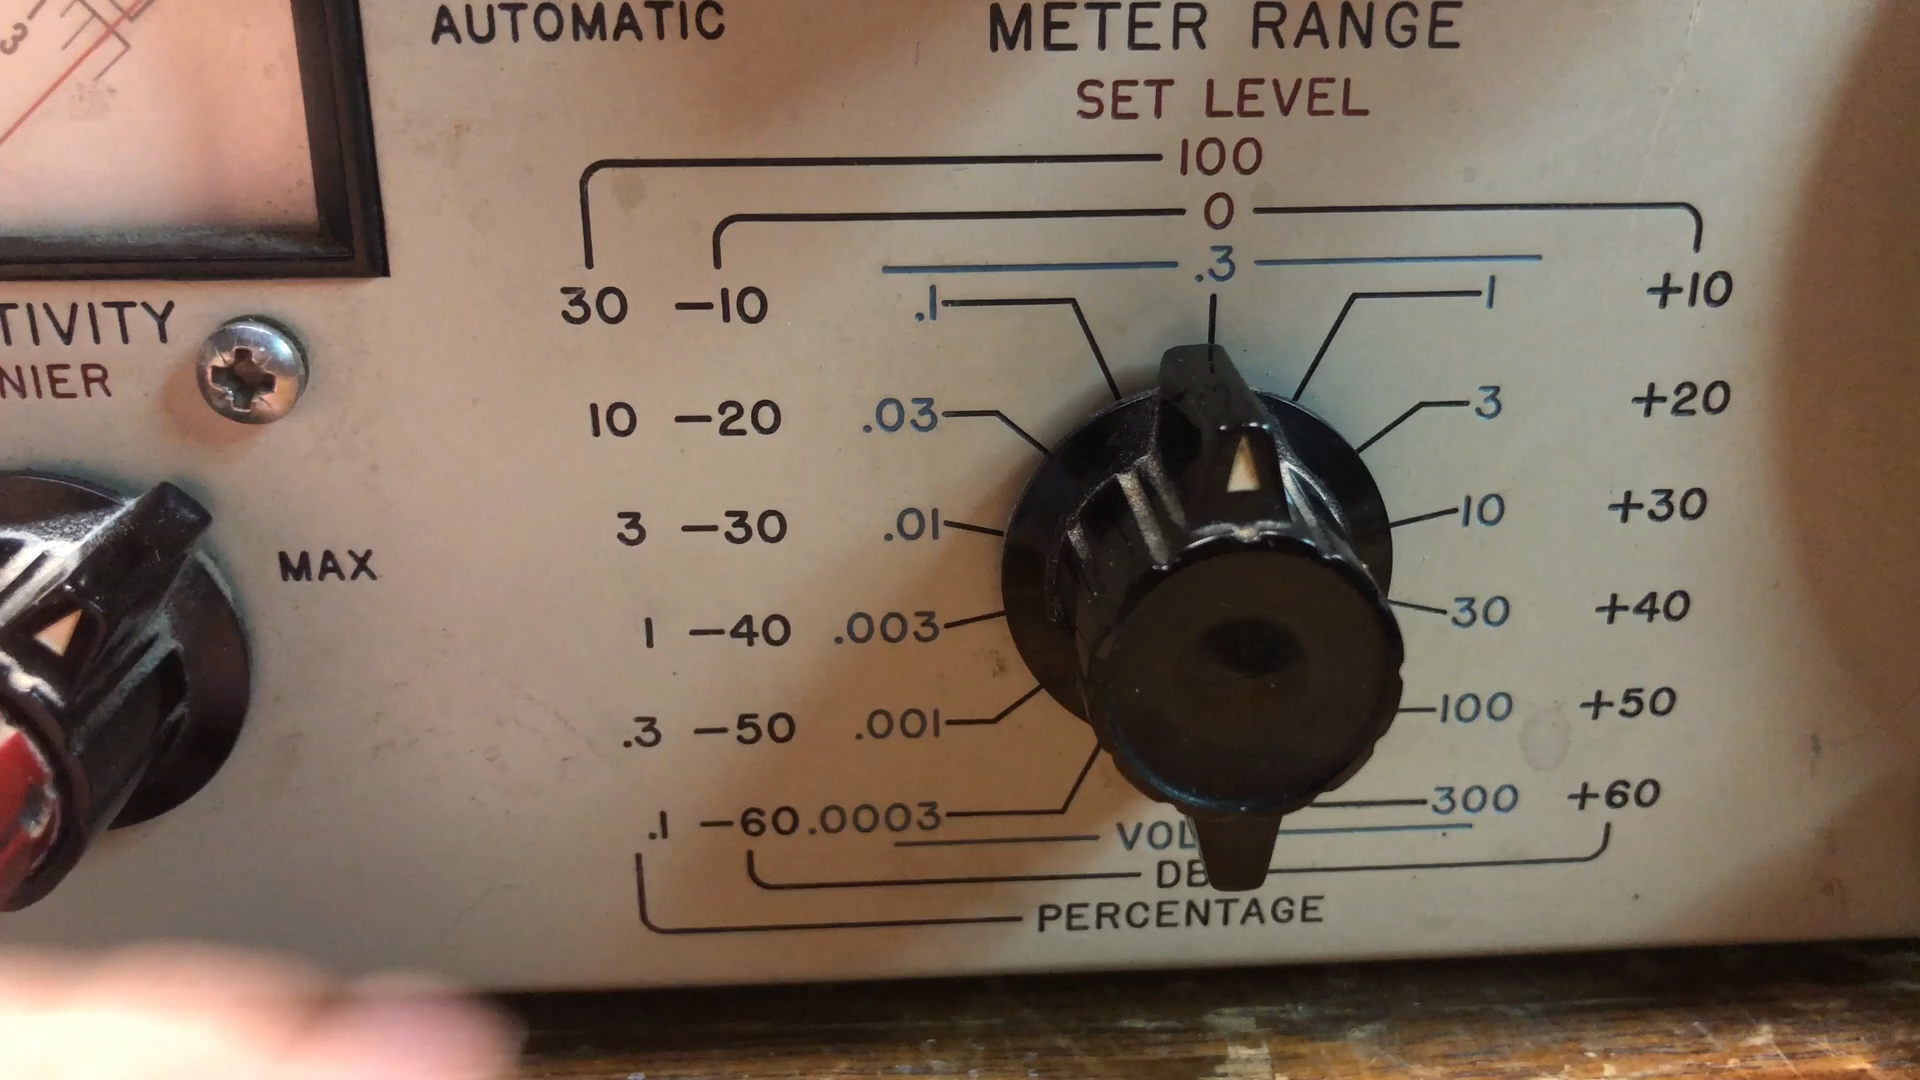 3
AUTOMATIC
METER RANGE
SET LEVEL
100
0
.3
30 -10 .1 1 +10
TIVITY
NIER
10 -20 .03 3 +20
3 -30 .01 10 +30
MAX
1 -40 .003 30 +40
.3 -50 .001 100 +50
.1 -60 .0003 300 +60
VOL
DB
PERCENTAGE